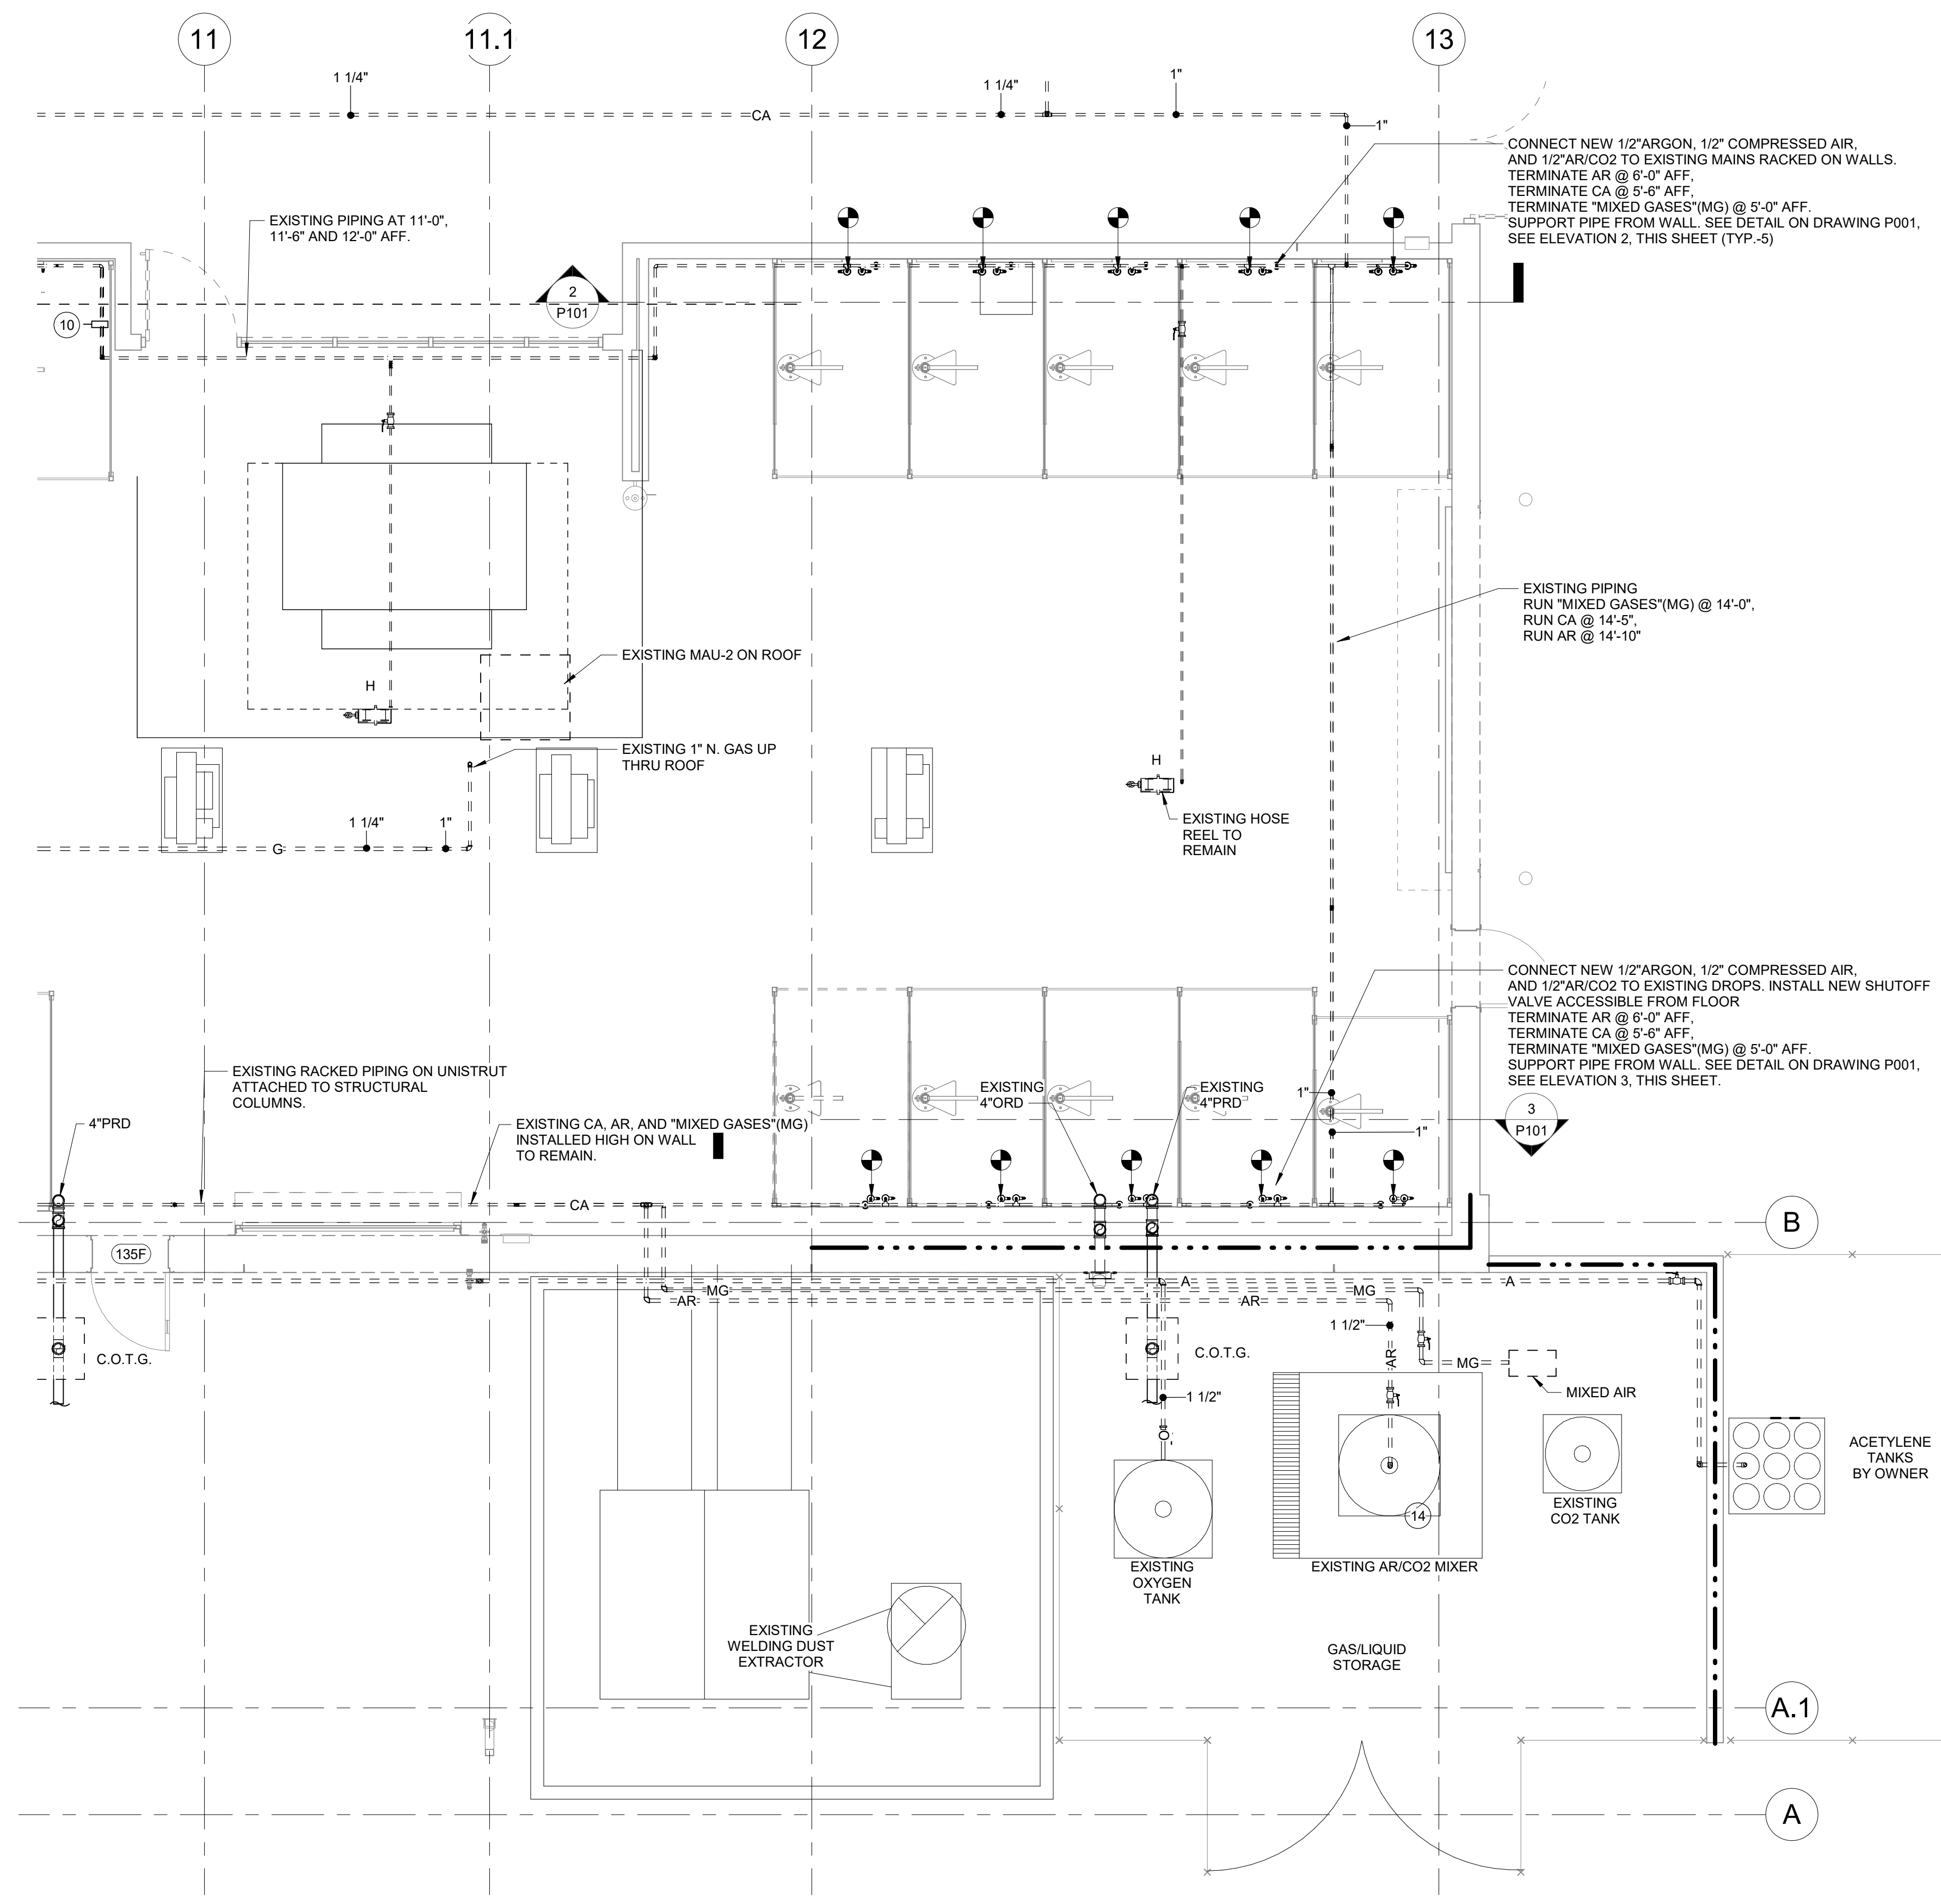 11
11.1
12
13
1 1/4"
1 1/4"
1"
CA
1"
CONNECT NEW 1/2"ARGON, 1/2" COMPRESSED AIR,
AND 1/2"AR/CO2 TO EXISTING MAINS RACKED ON WALLS.
TERMINATE AR @ 6'-0" AFF,
TERMINATE CA @ 5'-6" AFF,
TERMINATE "MIXED GASES"(MG) @ 5'-0" AFF.
SUPPORT PIPE FROM WALL. SEE DETAIL ON DRAWING P001,
SEE ELEVATION 2, THIS SHEET (TYP.-5)
EXISTING PIPING AT 11'-0",
11'-6" AND 12'-0" AFF.
2
P101
10
EXISTING PIPING
RUN "MIXED GASES"(MG) @ 14'-0",
RUN CA @ 14'-5",
RUN AR @ 14'-10"
EXISTING MAU-2 ON ROOF
H
EXISTING 1" N. GAS UP
THRU ROOF
H
EXISTING HOSE
REEL TO
REMAIN
1 1/4"
1"
G
CONNECT NEW 1/2"ARGON, 1/2" COMPRESSED AIR,
AND 1/2"AR/CO2 TO EXISTING DROPS. INSTALL NEW SHUTOFF
VALVE ACCESSIBLE FROM FLOOR
TERMINATE AR @ 6'-0" AFF,
TERMINATE CA @ 5'-6" AFF,
TERMINATE "MIXED GASES"(MG) @ 5'-0" AFF.
SUPPORT PIPE FROM WALL. SEE DETAIL ON DRAWING P001,
SEE ELEVATION 3, THIS SHEET.
EXISTING RACKED PIPING ON UNISTRUT
ATTACHED TO STRUCTURAL
COLUMNS.
EXISTING
4"ORD
EXISTING
4"PRD
1"
1"
3
P101
4"PRD
EXISTING CA, AR, AND "MIXED GASES"(MG)
INSTALLED HIGH ON WALL
TO REMAIN.
CA
B
135F
MG
A
MG
A
AR
AR
1 1/2"
AR
MG
C.O.T.G.
C.O.T.G.
MIXED AIR
1 1/2"
O
ACETYLENE
TANKS
BY OWNER
14
EXISTING
CO2 TANK
EXISTING
OXYGEN
TANK
EXISTING AR/CO2 MIXER
EXISTING
WELDING DUST
EXTRACTOR
GAS/LIQUID
STORAGE
A.1
A